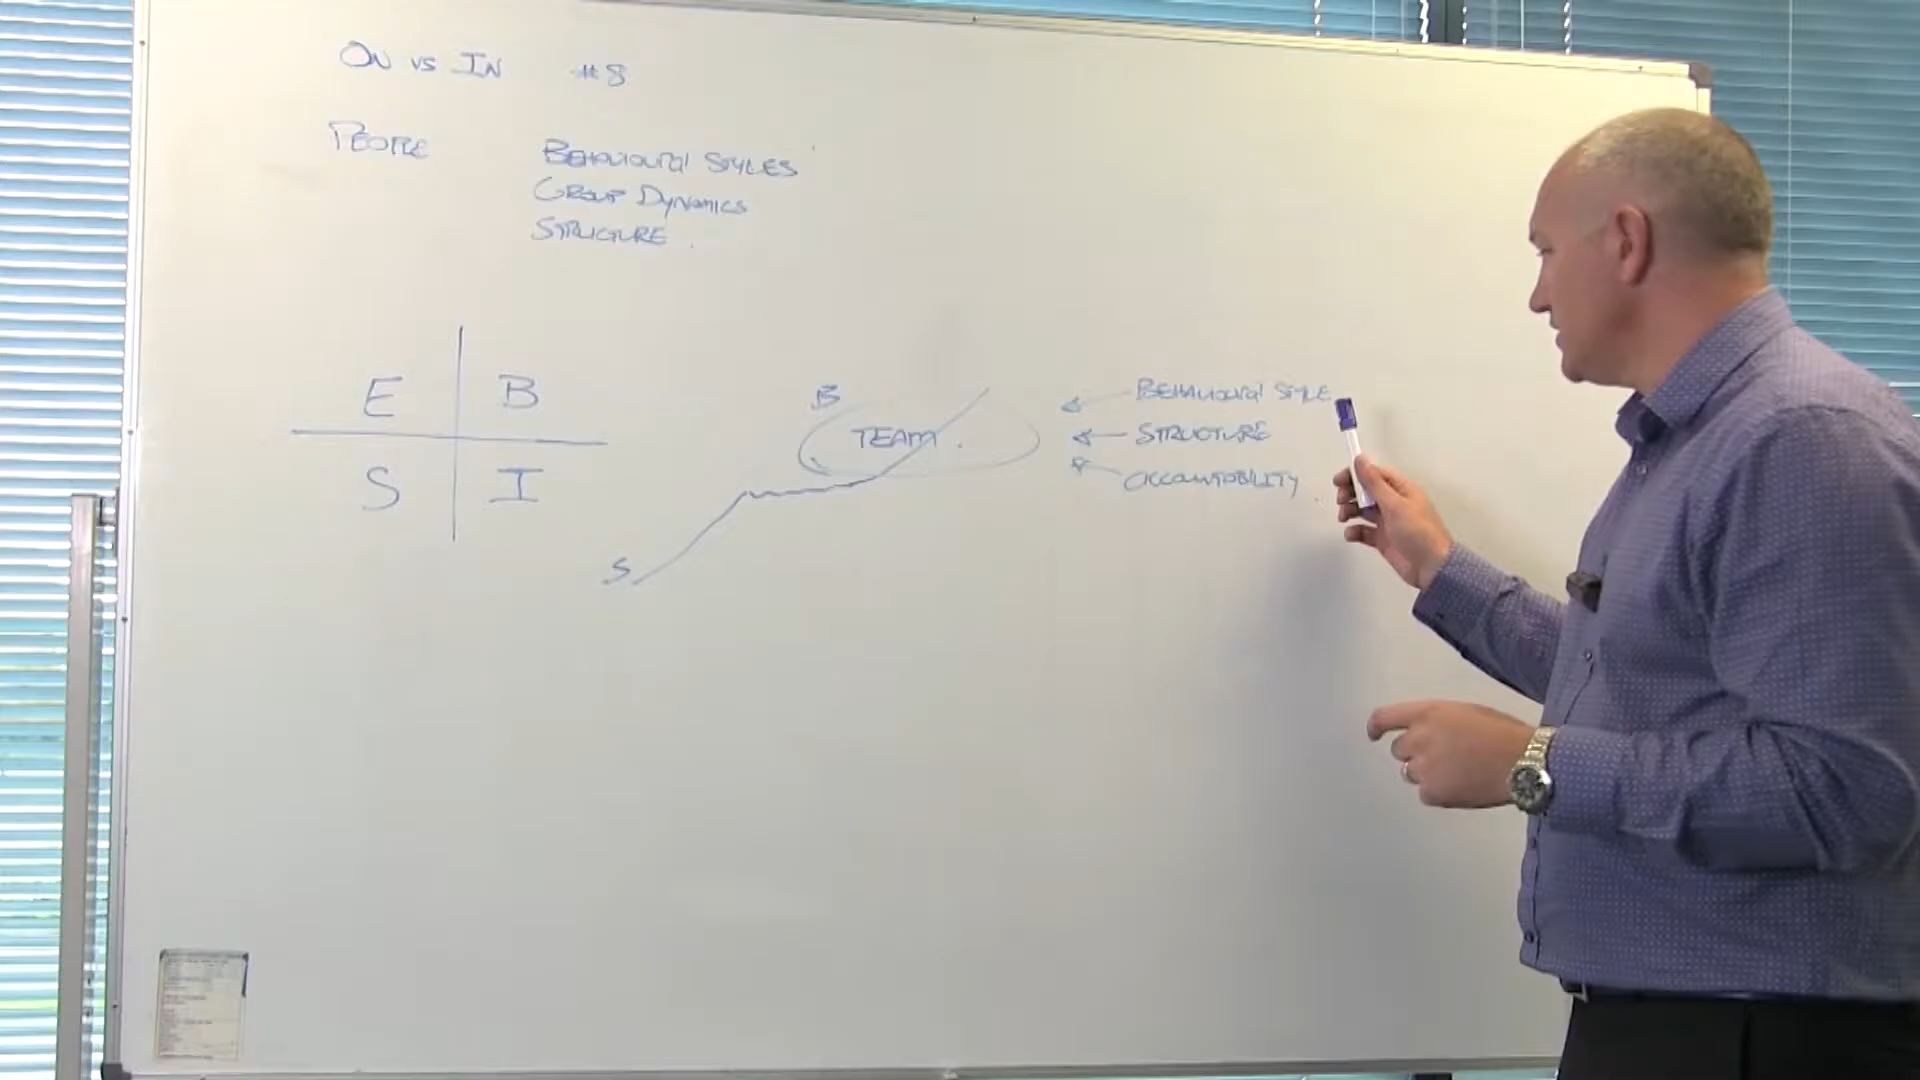 ON vs IN #8
PEOPLE
BEHAVIOURAL STYLES
GROUP DYNAMICS
STRUCTURE.
E B
S I
B
TEAM.
S
BEHAVIOURAL STYLE
STRUCTURE
ACCOUNTABILITY.